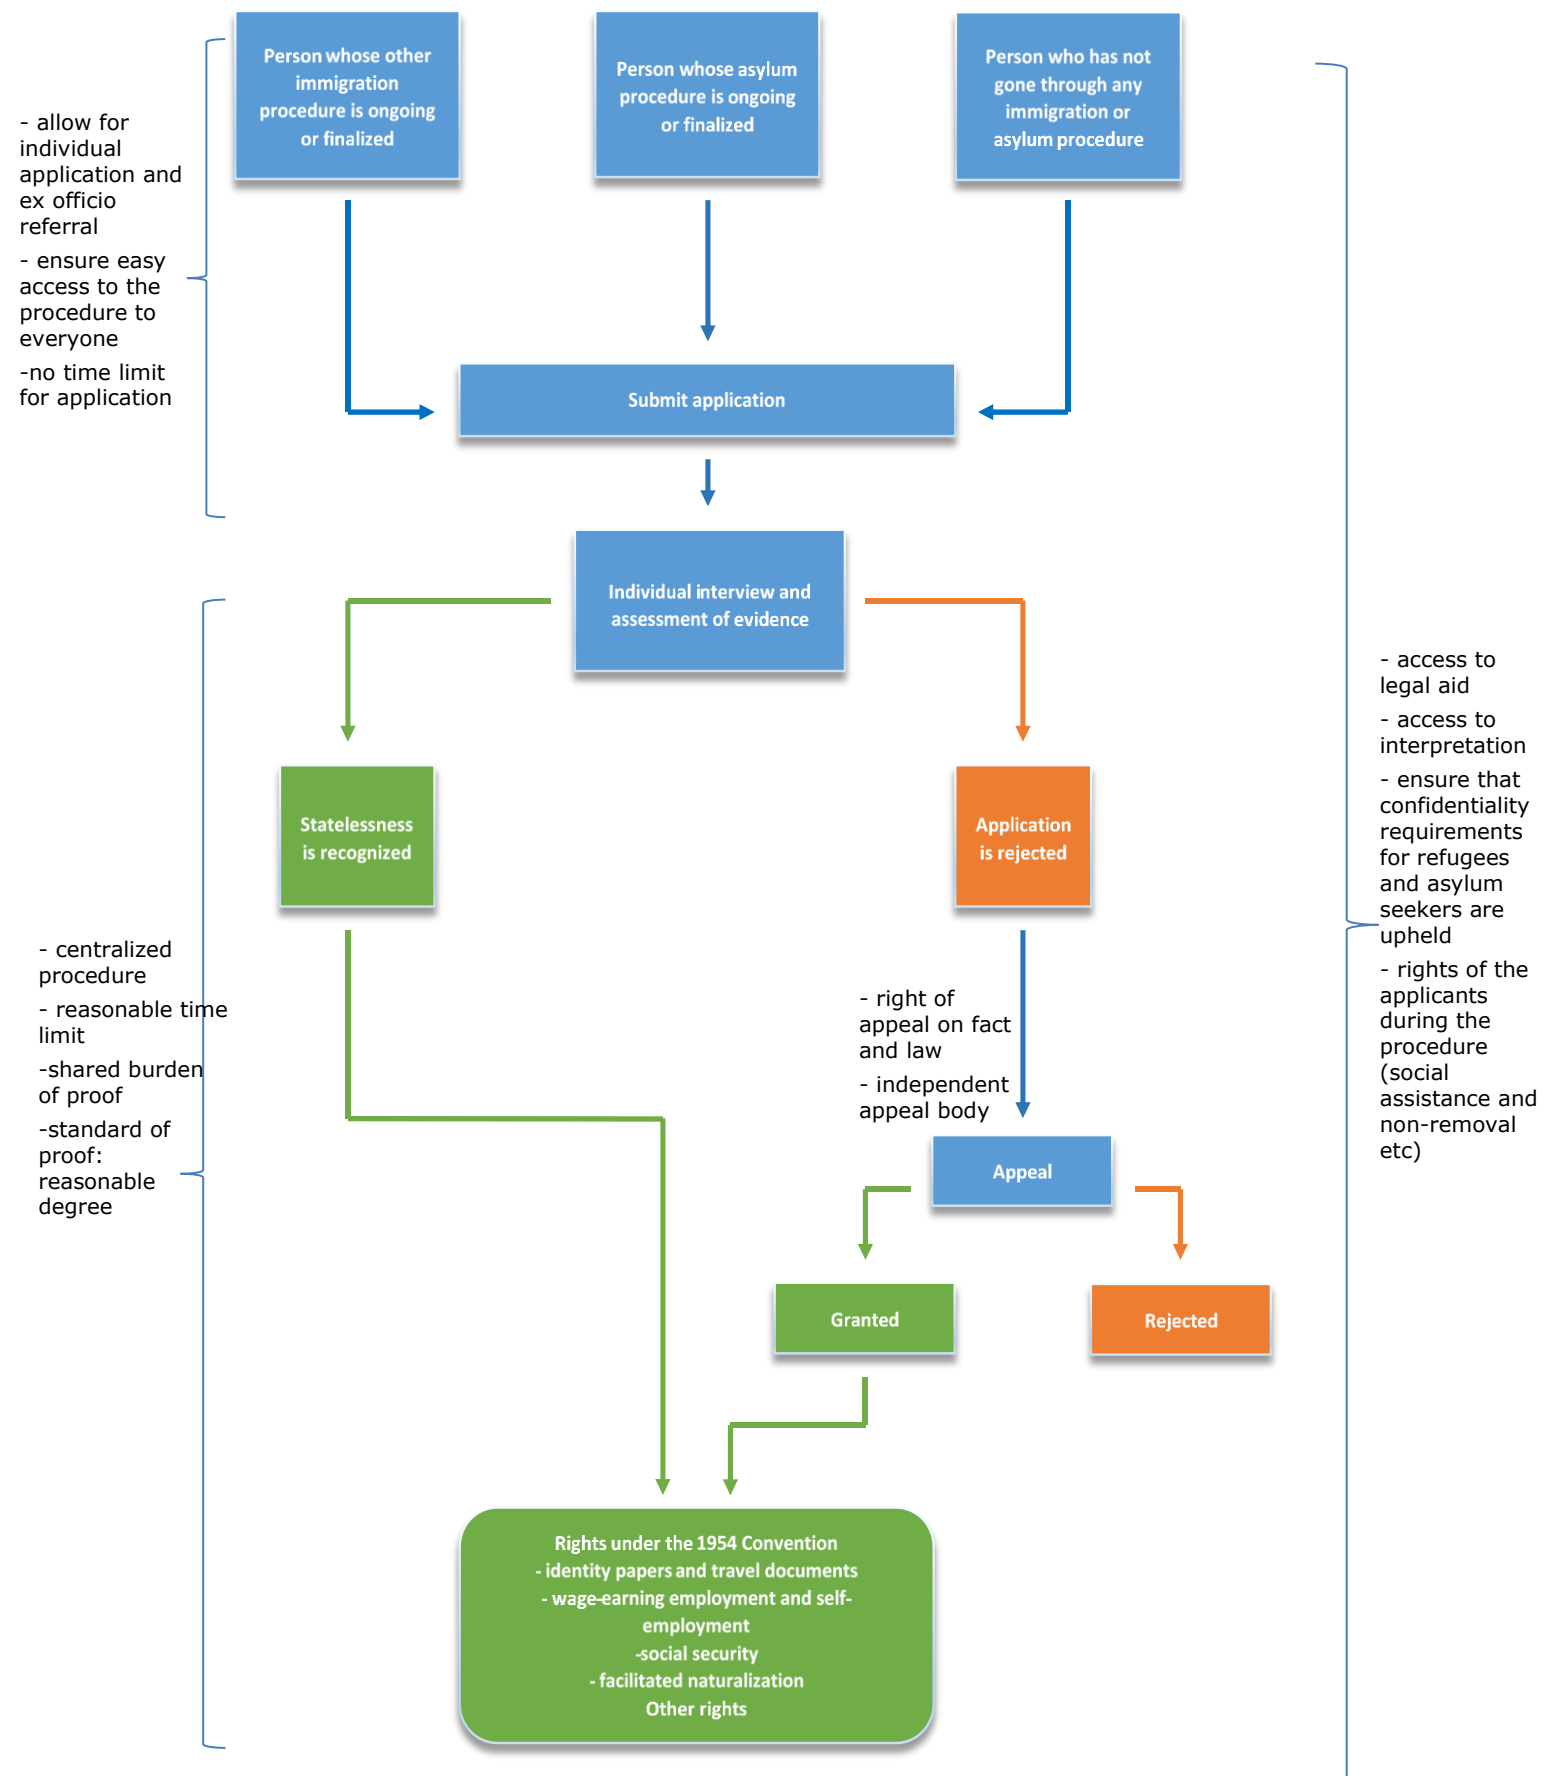 Person whose other
immigration
procedure is ongoing
or finalized
Person whose asylum
procedure is ongoing
or finalized
Person who has not
gone through any
immigration or
asylum procedure
- allow for
individual
application and
ex officio
referral
- ensure easy
access to the
procedure to
everyone
-no time limit
for application
Submit application
Individual interview and
assessment of evidence
Statelessness
is recognized
Application
is rejected
- access to
legal aid
- access to
interpretation
- ensure that
confidentiality
requirements
for refugees
and asylum
seekers are
upheld
- rights of the
applicants
during the
procedure
(social
assistance and
non-removal
etc)
- centralized
procedure
- reasonable time
limit
-shared burden
of proof
-standard of
proof:
reasonable
degree
- right of
appeal on fact
and law
- independent
appeal body
Appeal
Granted
Rejected
Rights under the 1954 Convention
- identity papers and travel documents
- wage-earning employment and self-
employment
-social security
- facilitated naturalization
Other rights